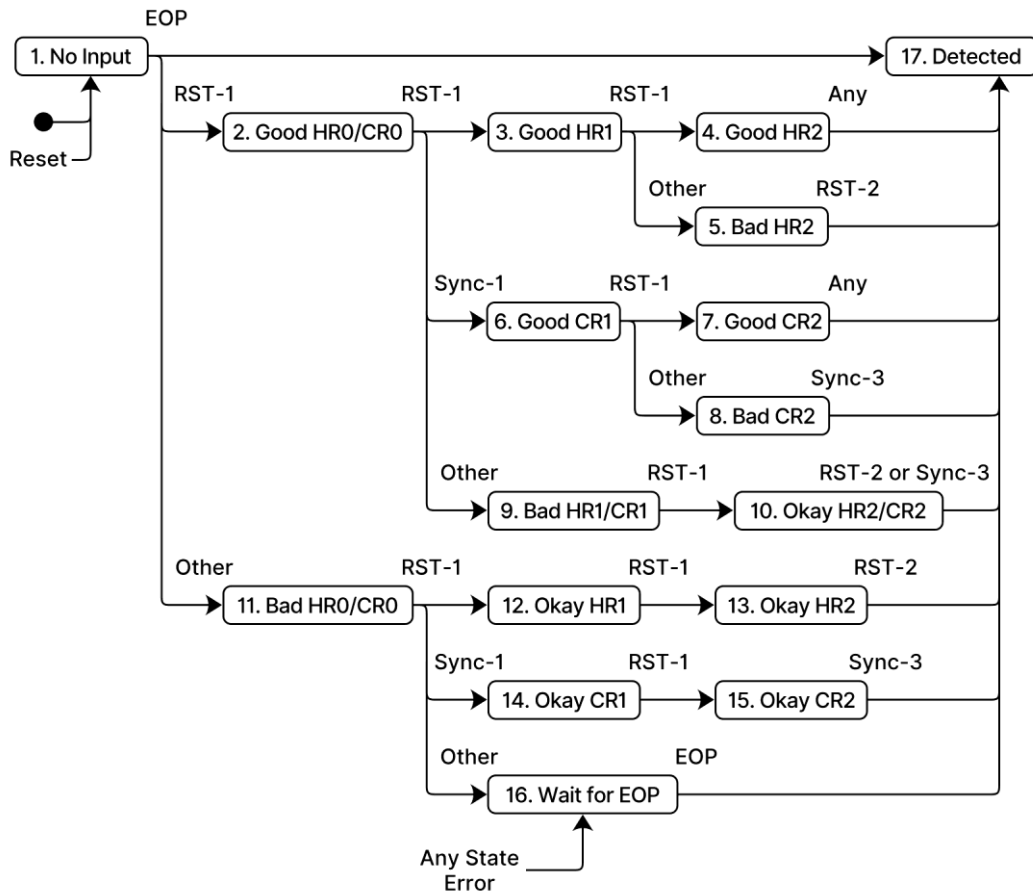 EOP
1. No Input
17. Detected
RST-1
RST-1
RST-1
Any
2. Good HR0/CR0
3. Good HR1
4. Good HR2
Reset
Other
RST-2
5. Bad HR2
Sync-1
RST-1
Any
6. Good CR1
7. Good CR2
Other
Sync-3
8. Bad CR2
Other
RST-1
RST-2 or Sync-3
9. Bad HR1/CR1
10. Okay HR2/CR2
Other
RST-1
RST-1
RST-2
11. Bad HR0/CR0
12. Okay HR1
13. Okay HR2
Sync-1
RST-1
Sync-3
14. Okay CR1
15. Okay CR2
Other
EOP
16. Wait for EOP
Any State
Error